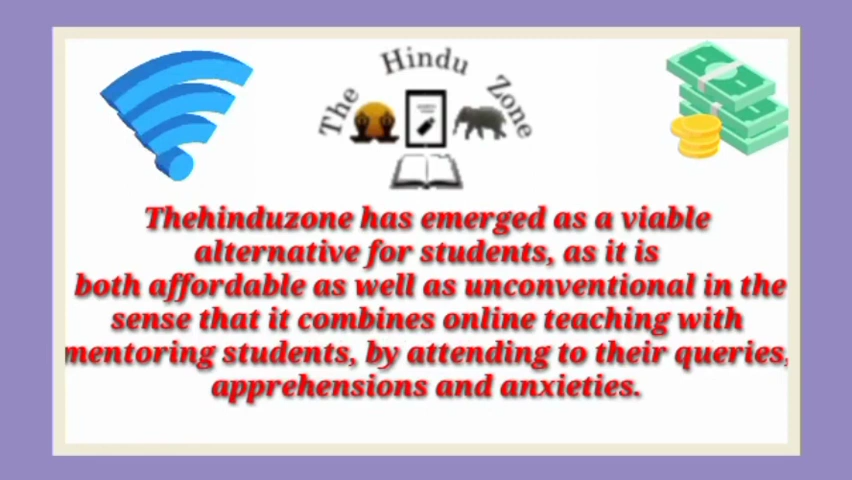 The Hindu Zone
Thehinduzone has emerged as a viable
alternative for students, as it is
both affordable as well as unconventional in the
sense that it combines online teaching with
mentoring students, by attending to their queries,
apprehensions and anxieties.